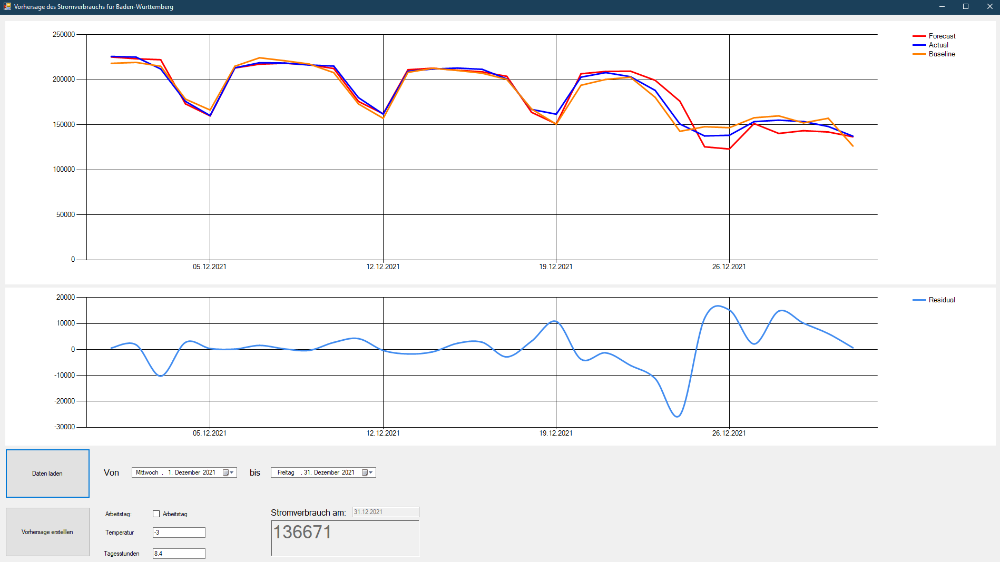 Vorhersage des Stromverbrauchs für Baden-Württemberg
250000
200000
150000
100000
50000
0
05.12.2021 12.12.2021 19.12.2021 26.12.2021
Forecast
Actual
Baseline
20000
10000
0
-10000
-20000
-30000
05.12.2021 12.12.2021 19.12.2021 26.12.2021
Residual
Daten laden
Von Mittwoch , 1. Dezember 2021 bis Freitag , 31. Dezember 2021
Vorhersage erstelllen
Arbeitstag: Arbeitstag
Temperatur -3
Tagesstunden 8.4
Stromverbrauch am: 31.12.2021
136671